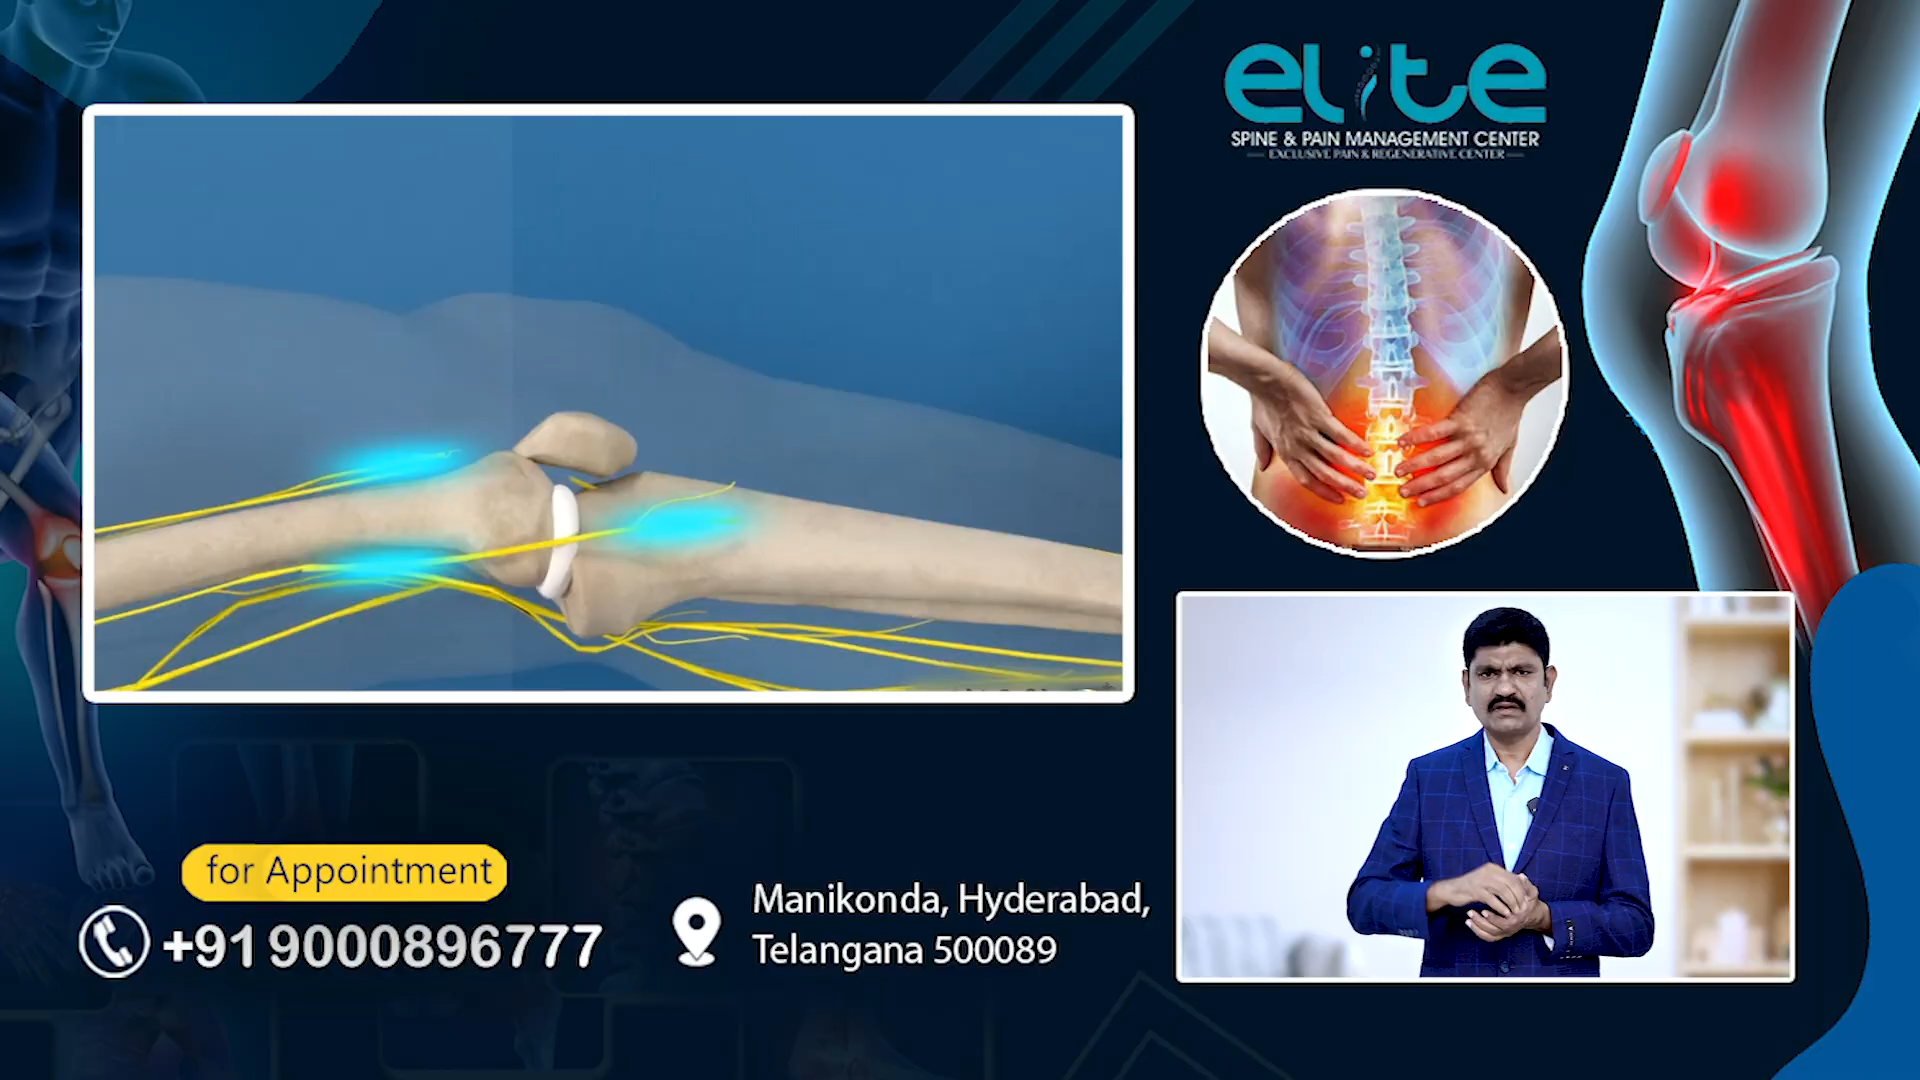 eLite
SPINE & PAIN MANAGEMENT CENTER
EXCLUSIVE PAIN & REGENERATIVE CENTER
for Appointment
+91 9000896777
Manikonda, Hyderabad,
Telangana 500089